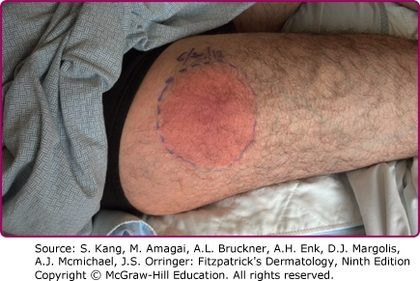 Source: S. Kang, M. Amagai, A.L. Bruckner, A.H. Enk, D.J. Margolis,
A.J. Mcmichael, J.S. Orringer: Fitzpatrick's Dermatology, Ninth Edition
Copyright © McGraw-Hill Education. All rights reserved.